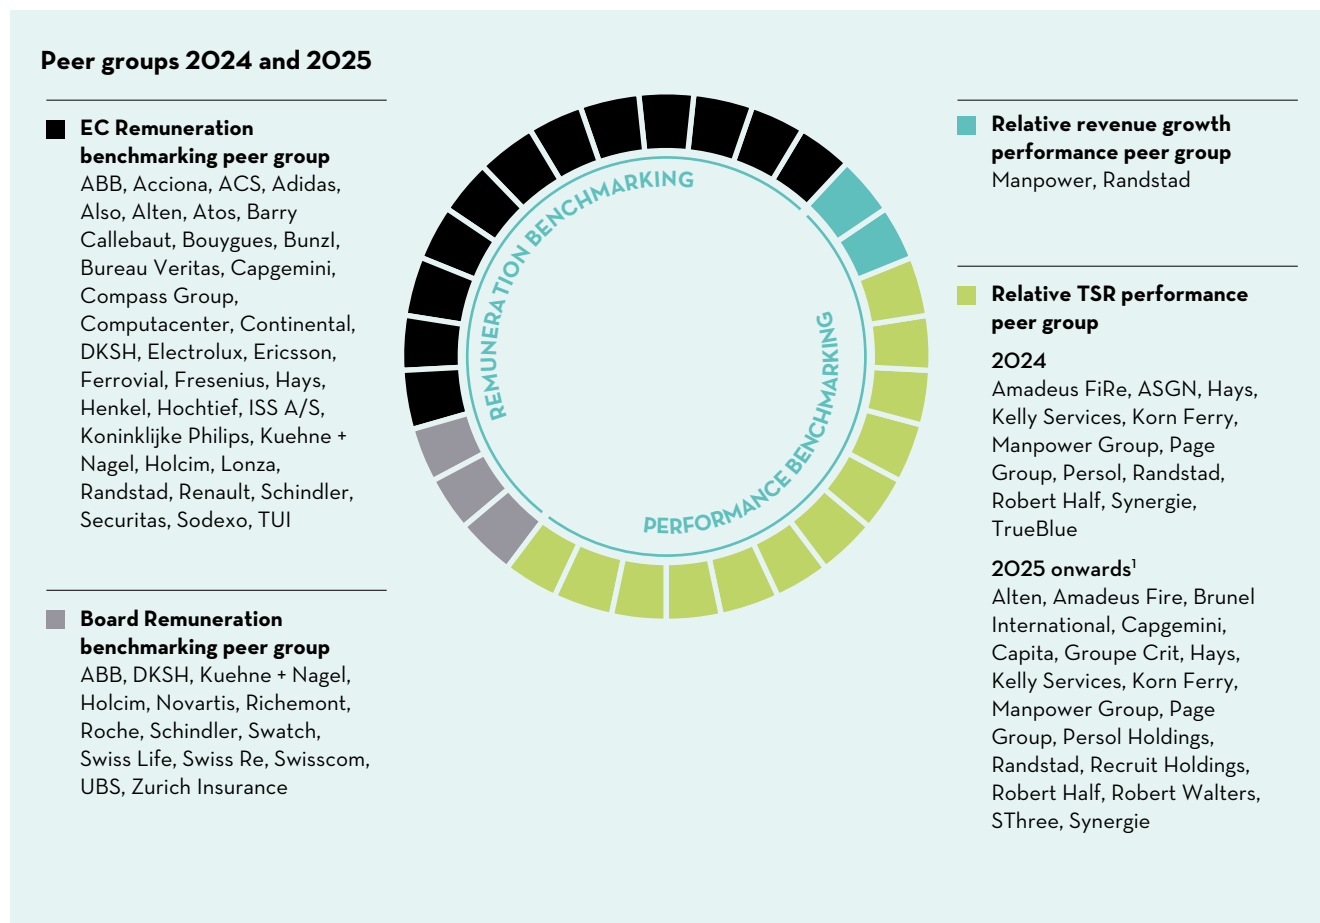 Peer groups 2024 and 2025
EC Remuneration
benchmarking peer group
ABB, Acciona, ACS, Adidas,
Also, Alten, Atos, Barry
Callebaut, Bouygues, Bunzl,
Bureau Veritas, Capgemini,
Compass Group,
Computacenter, Continental,
DKSH, Electrolux, Ericsson,
Ferrovial, Fresenius, Hays,
Henkel, Hochtief, ISS A/S,
Koninklijke Philips, Kuehne +
Nagel, Holcim, Lonza,
Randstad, Renault, Schindler,
Securitas, Sodexo, TUI
Board Remuneration
benchmarking peer group
ABB, DKSH, Kuehne + Nagel,
Holcim, Novartis, Richemont,
Roche, Schindler, Swatch,
Swiss Life, Swiss Re, Swisscom,
UBS, Zurich Insurance
REMUNERATION BENCHMARKING
PERFORMANCE BENCHMARKING
Relative revenue growth
performance peer group
Manpower, Randstad
Relative TSR performance
peer group
2024
Amadeus FiRe, ASGN, Hays,
Kelly Services, Korn Ferry,
Manpower Group, Page
Group, Persol, Randstad,
Robert Half, Synergie,
TrueBlue
2025 onwards¹
Alten, Amadeus Fire, Brunel
International, Capgemini,
Capita, Groupe Crit, Hays,
Kelly Services, Korn Ferry,
Manpower Group, Page
Group, Persol Holdings,
Randstad, Recruit Holdings,
Robert Half, Robert Walters,
SThree, Synergie